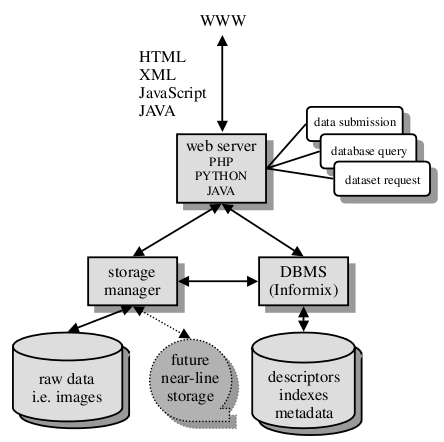 WWW
HTML
XML
JavaScript
JAVA
web server
PHP
PYTHON
JAVA
data submission
database query
dataset request
storage
manager
DBMS
(Informix)
raw data
i.e. images
future
near-line
storage
descriptors
indexes
metadata